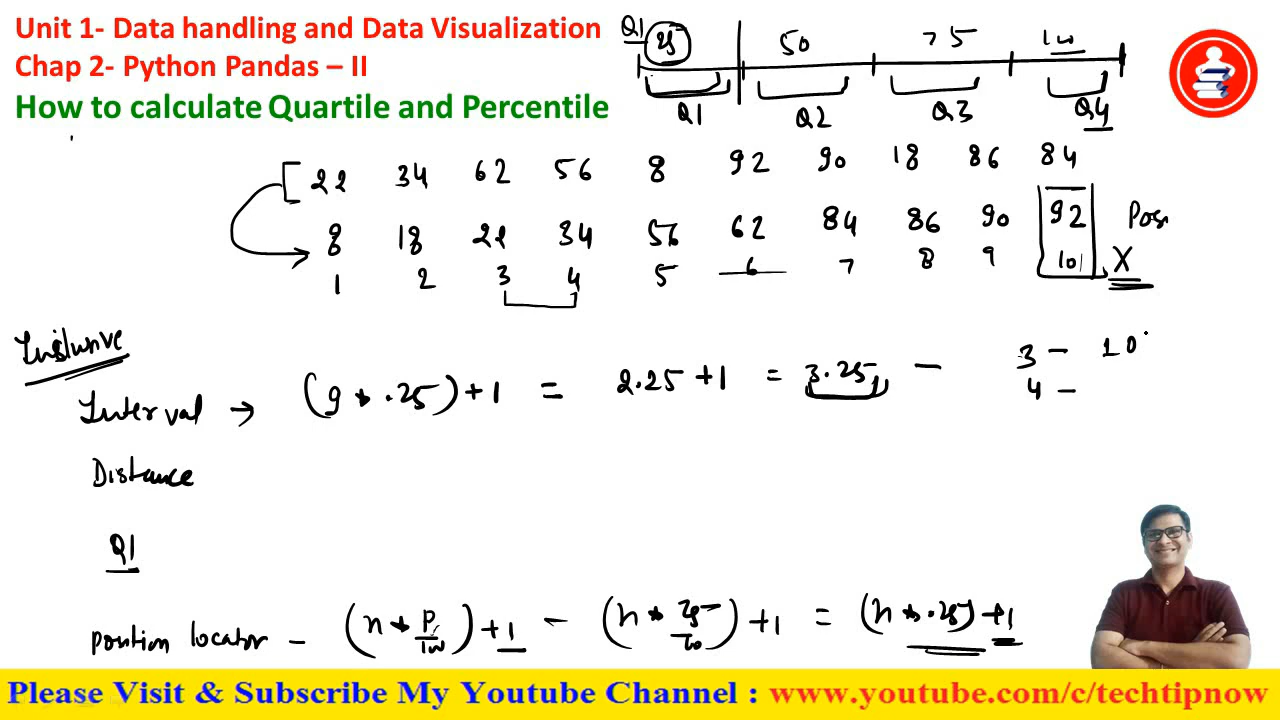 Unit 1- Data handling and Data Visualization
Chap 2- Python Pandas – II
How to calculate Quartile and Percentile
Q1 25 50 75 100
Q1 Q2 Q3 Q4
22 34 62 56 8 92 90 18 86 84
8 18 22 34 56 62 84 86 90 92
1 2 3 4 5 6 7 8 9 10 X
Interval → (9 * .25) + 1 = 2.25 + 1 = 3.25 – 3 – 10
4 –
Distance
Q1
position locator – (n * P/100) + 1 – (n * 25/100) + 1 = (n * .25) + 1
Please Visit & Subscribe My Youtube Channel : www.youtube.com/c/techtipnow